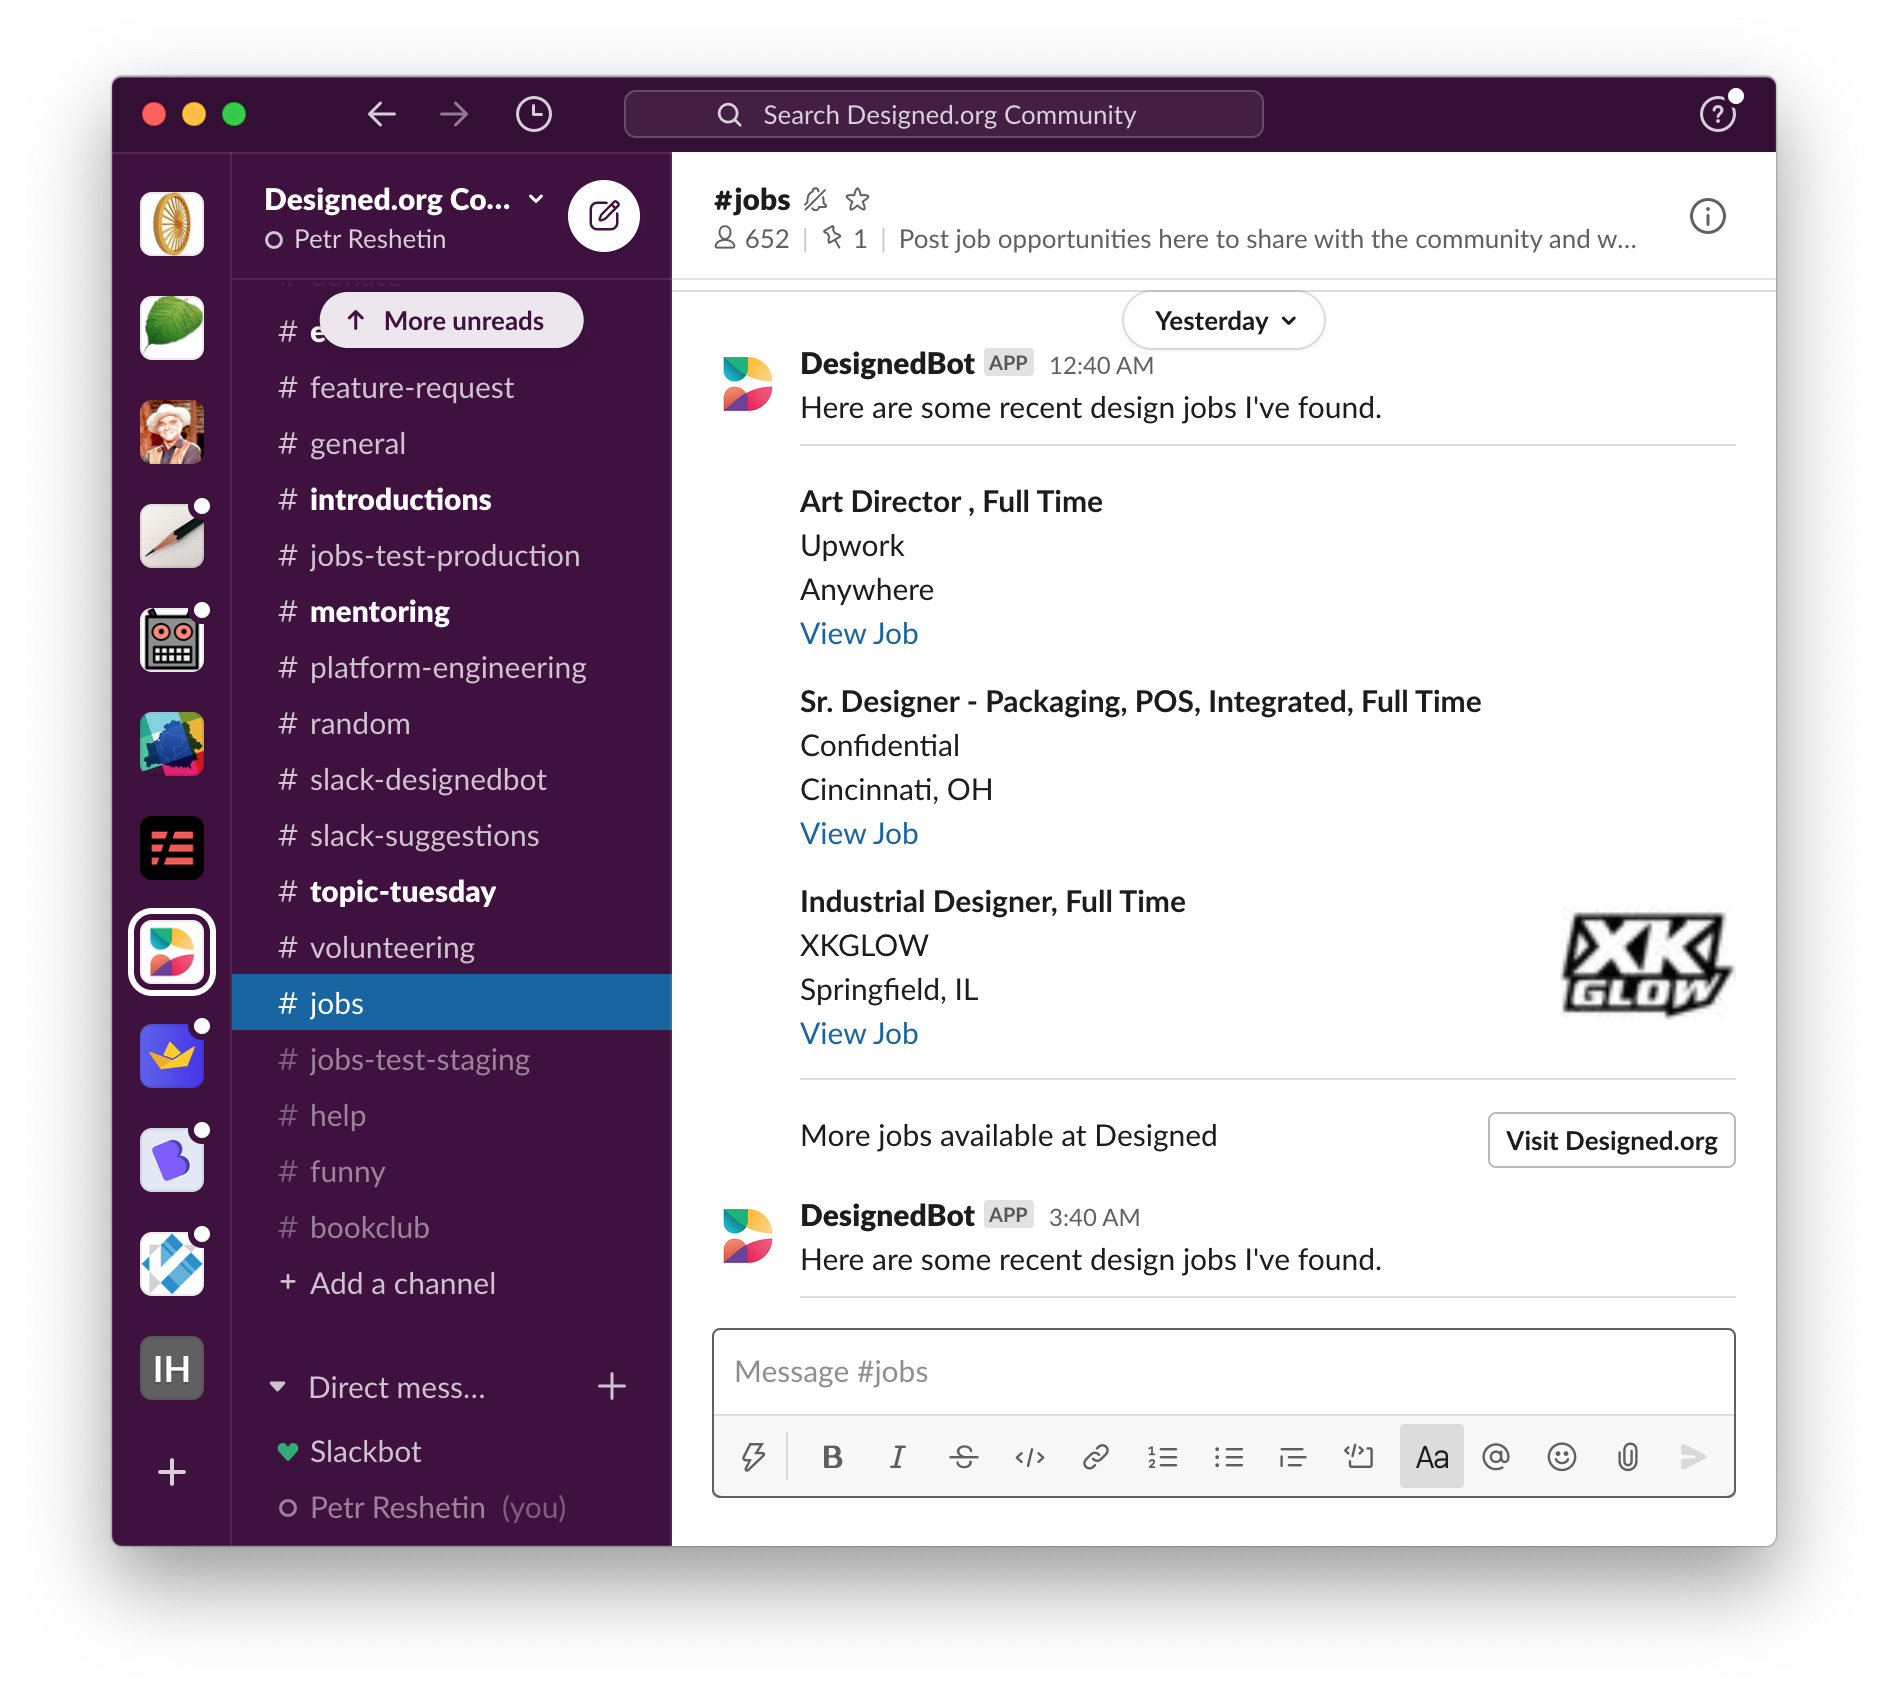 Search Designed.org Community
Designed.org Co...
Petr Reshetin
More unreads
# e
# feature-request
# general
# introductions
# jobs-test-production
# mentoring
# platform-engineering
# random
# slack-designedbot
# slack-suggestions
# topic-tuesday
# volunteering
# jobs
# jobs-test-staging
# help
# funny
# bookclub
+ Add a channel
Direct mess...
Slackbot
Petr Reshetin (you)
IH
#jobs
652 | 1 | Post job opportunities here to share with the community and w...
Yesterday
DesignedBot APP 12:40 AM
Here are some recent design jobs I've found.
Art Director , Full Time
Upwork
Anywhere
View Job
Sr. Designer - Packaging, POS, Integrated, Full Time
Confidential
Cincinnati, OH
View Job
Industrial Designer, Full Time
XKGLOW
Springfield, IL
View Job
XK
GLOW
More jobs available at Designed
Visit Designed.org
DesignedBot APP 3:40 AM
Here are some recent design jobs I've found.
Message #jobs
B I S </> Aa @